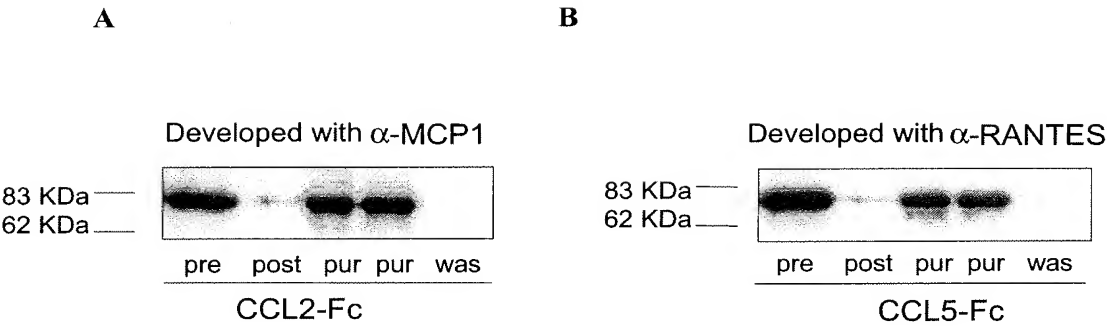 A
Developed with α-MCP1
83 KDa
62 KDa
pre post pur pur was
CCL2-Fc
B
Developed with α-RANTES
83 KDa
62 KDa
pre post pur pur was
CCL5-Fc